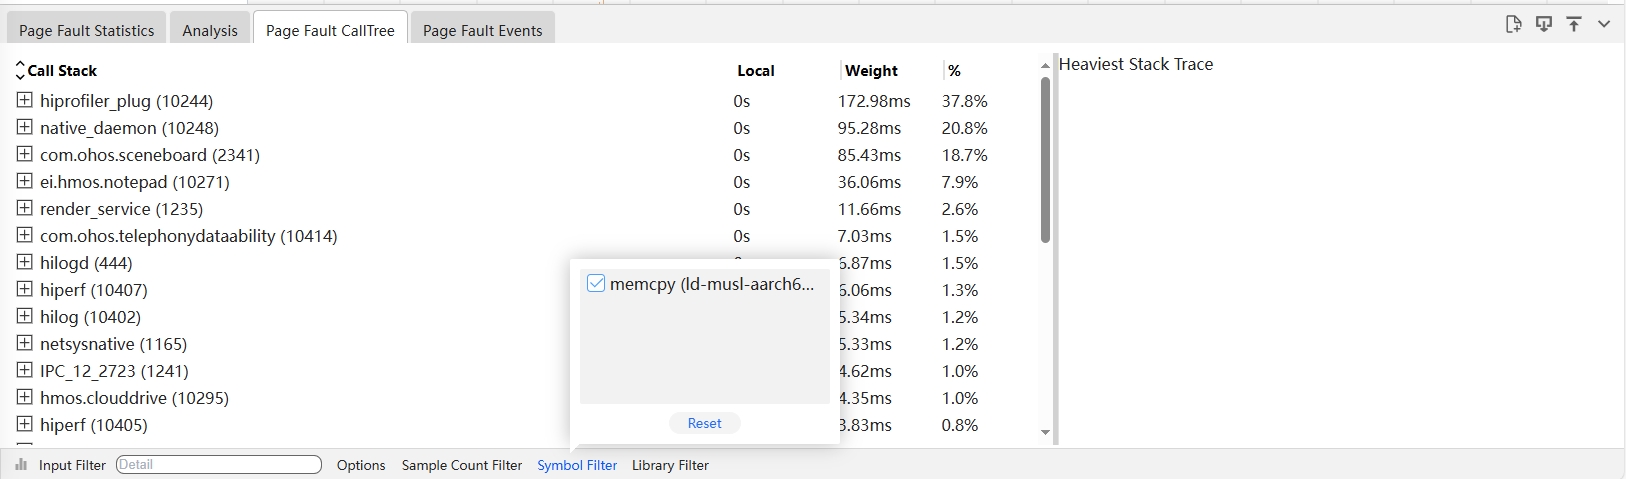 Page Fault Statistics Analysis Page Fault CallTree Page Fault Events
Call Stack Local Weight % Heaviest Stack Trace
hiprofiler_plug (10244) 0s 172.98ms 37.8%
native_daemon (10248) 0s 95.28ms 20.8%
com.ohos.sceneboard (2341) 0s 85.43ms 18.7%
ei.hmos.notepad (10271) 0s 36.06ms 7.9%
render_service (1235) 0s 11.66ms 2.6%
com.ohos.telephonydataability (10414) 0s 7.03ms 1.5%
hilogd (444) 6.87ms 1.5%
memcpy (ld-musl-aarch6...
hiperf (10407) 6.06ms 1.3%
hilog (10402) 5.34ms 1.2%
netsysnative (1165) 5.33ms 1.2%
IPC_12_2723 (1241) 4.62ms 1.0%
hmos.clouddrive (10295) 4.35ms 1.0%
hiperf (10405) 3.83ms 0.8%
Reset
Input Filter Detail Options Sample Count Filter Symbol Filter Library Filter